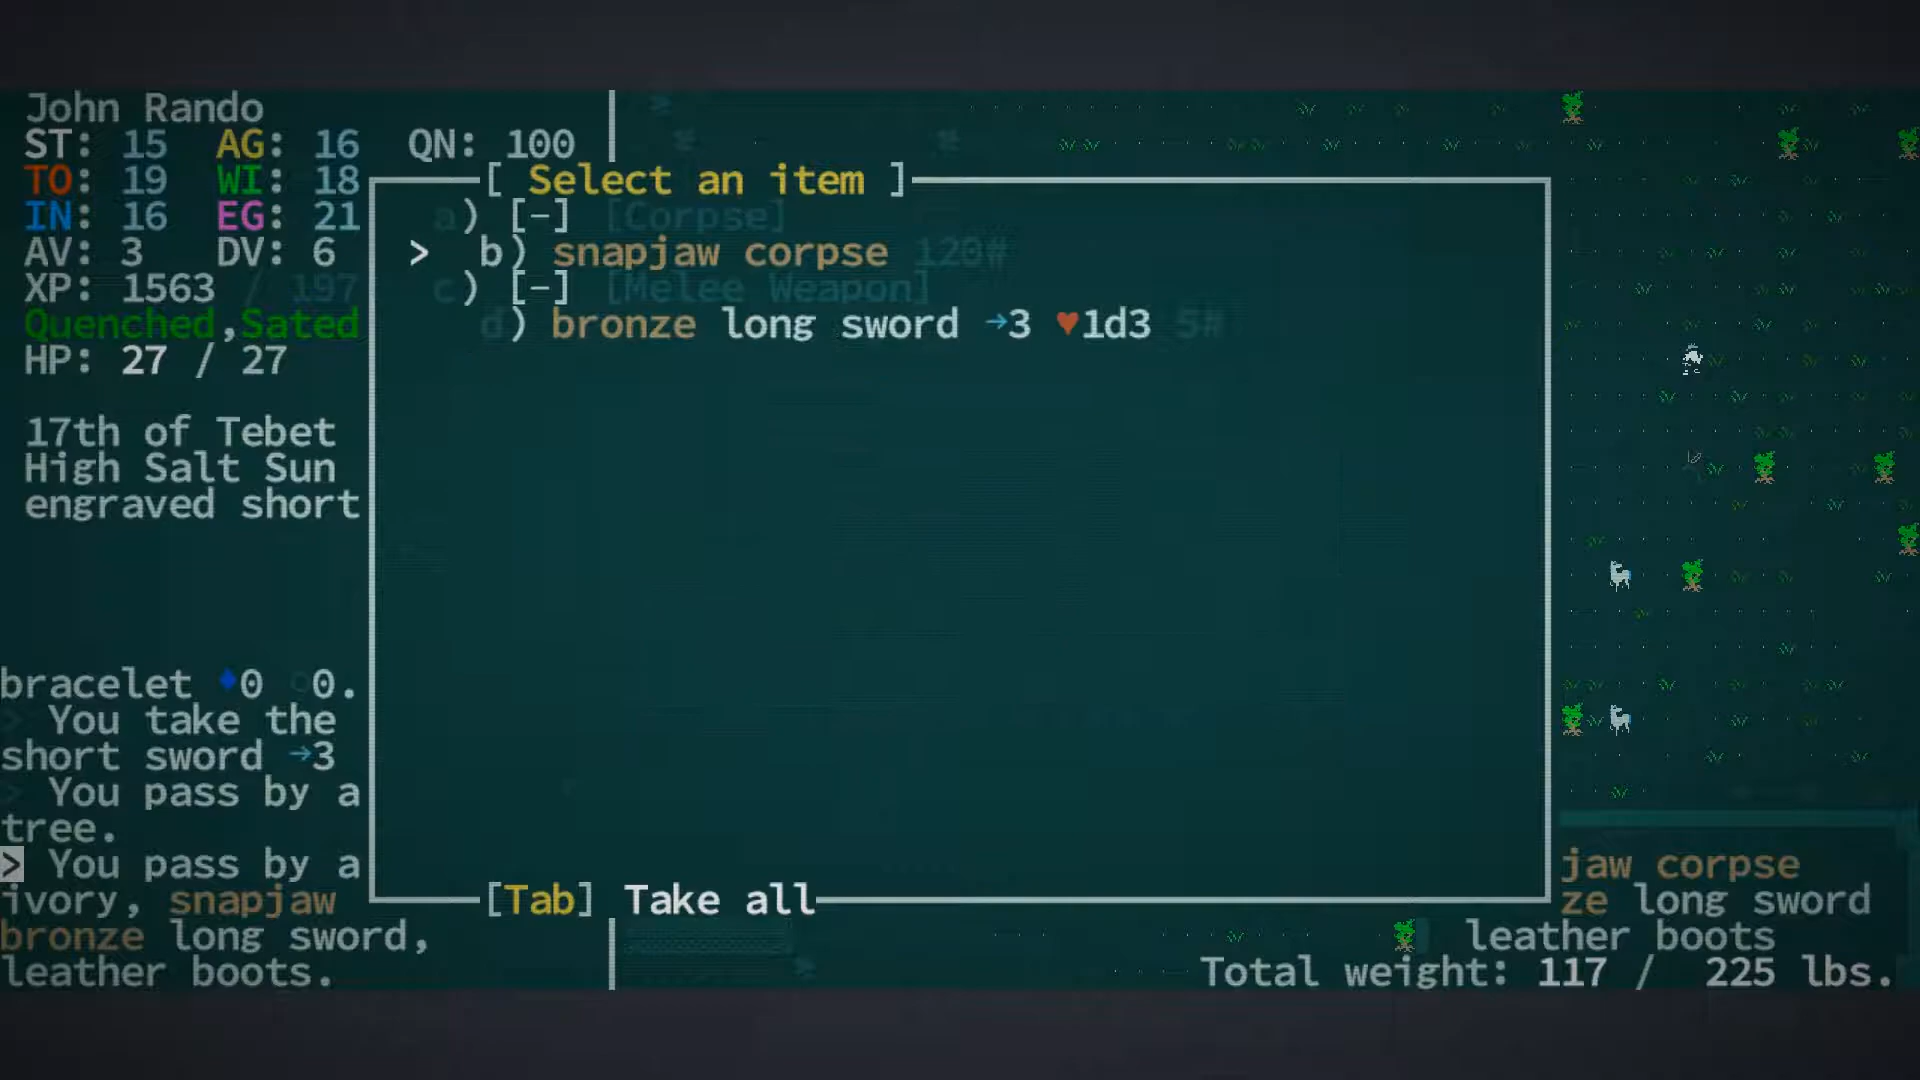 John Rando
ST: 15 AG: 16 QN: 100
TO: 19 WI: 18
IN: 16 EG: 21
AV: 3 DV: 6
XP: 1563 / 197
Quenched,Sated
HP: 27 / 27
17th of Tebet
High Salt Sun
engraved short
bracelet ♦0 0.
> You take the
short sword →3
> You pass by a
tree.
> You pass by a
ivory, snapjaw
bronze long sword,
leather boots.
[ Select an item ]
a) [-] [Corpse]
> b) snapjaw corpse 120#
c) [-] [Melee Weapon]
d) bronze long sword →3 ♥1d3 5#
[Tab] Take all
jaw corpse
ze long sword
leather boots
Total weight: 117 / 225 lbs.